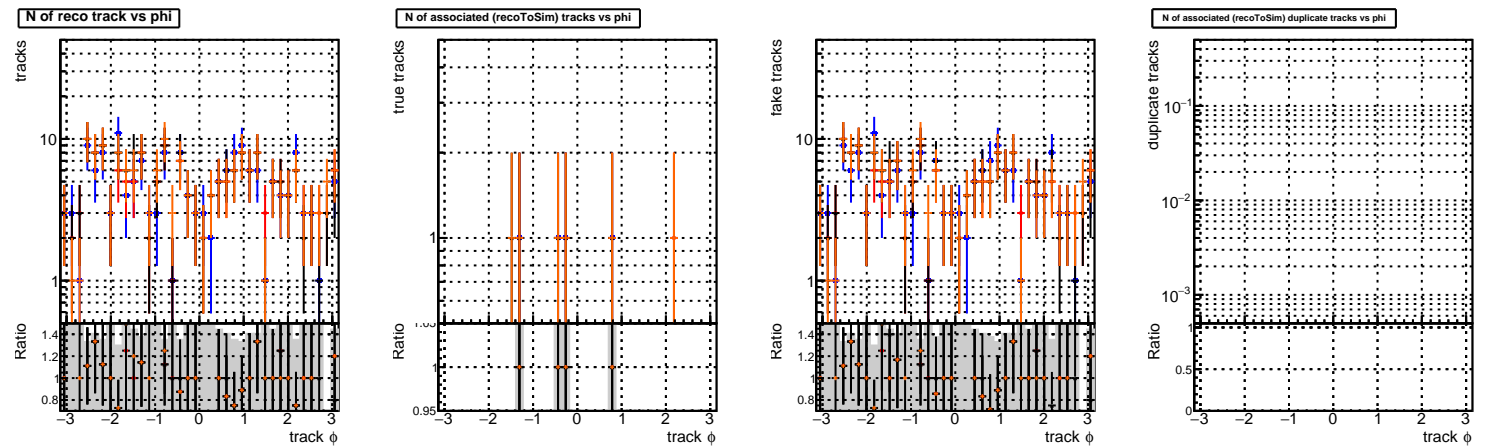 N of reco track vs phi
tracks
10
1
Ratio
1.4
1.2
1
0.8
−3 −2 −1 0 1 2 3
track ϕ
N of associated (recoToSim) tracks vs phi
true tracks
1
Ratio
1.05
1
0.95
−3 −2 −1 0 1 2 3
track ϕ
fake tracks
10
1
Ratio
1.4
1.2
1
0.8
−3 −2 −1 0 1 2 3
track ϕ
N of associated (recoToSim) duplicate tracks vs phi
duplicate tracks
10⁻¹
10⁻²
10⁻³
Ratio
1
0.5
0
−3 −2 −1 0 1 2 3
track ϕ